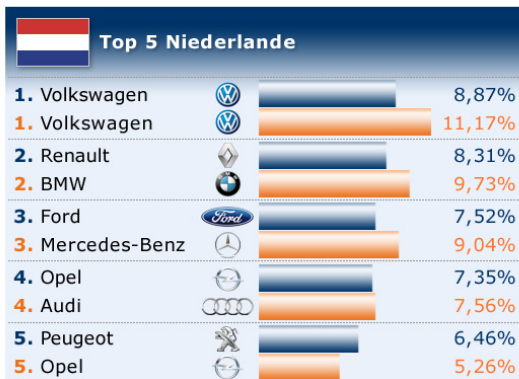 Top 5 Niederlande
1. Volkswagen 8,87%
1. Volkswagen 11,17%
2. Renault 8,31%
2. BMW 9,73%
3. Ford Ford 7,52%
3. Mercedes-Benz 9,04%
4. Opel 7,35%
4. Audi 7,56%
5. Peugeot 6,46%
5. Opel 5,26%